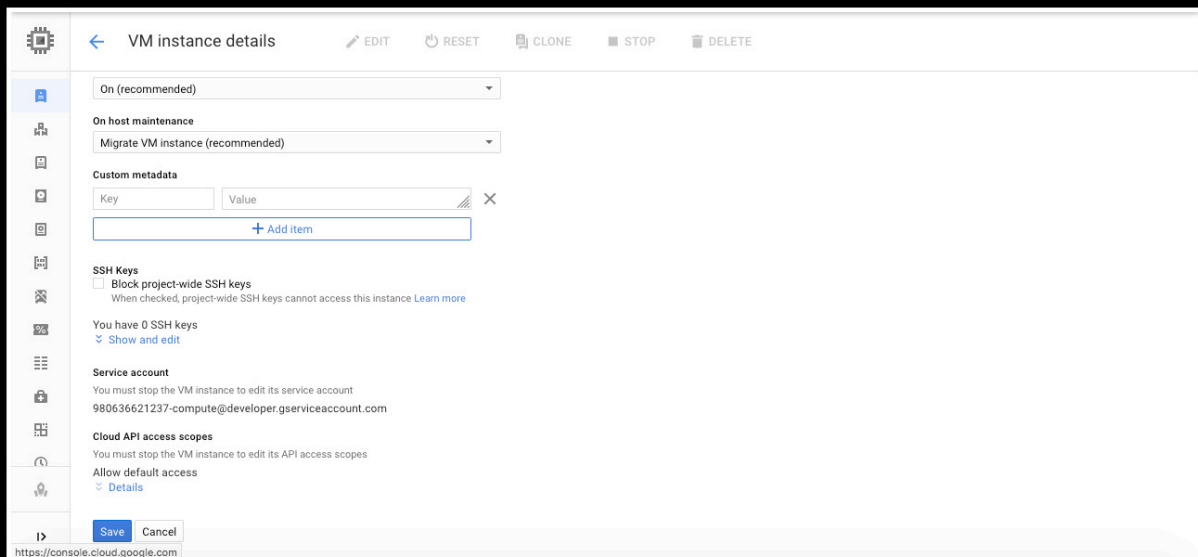 VM instance details
EDIT
RESET
CLONE
STOP
DELETE
On (recommended)
On host maintenance
Migrate VM instance (recommended)
Custom metadata
Key
Value
Add item
SSH Keys
Block project-wide SSH keys
When checked, project-wide SSH keys cannot access this instance Learn more
You have 0 SSH keys
Show and edit
Service account
You must stop the VM instance to edit its service account
980636621237-compute@developer.gserviceaccount.com
Cloud API access scopes
You must stop the VM instance to edit its API access scopes
Allow default access
Details
Save
Cancel
https://console.cloud.google.com